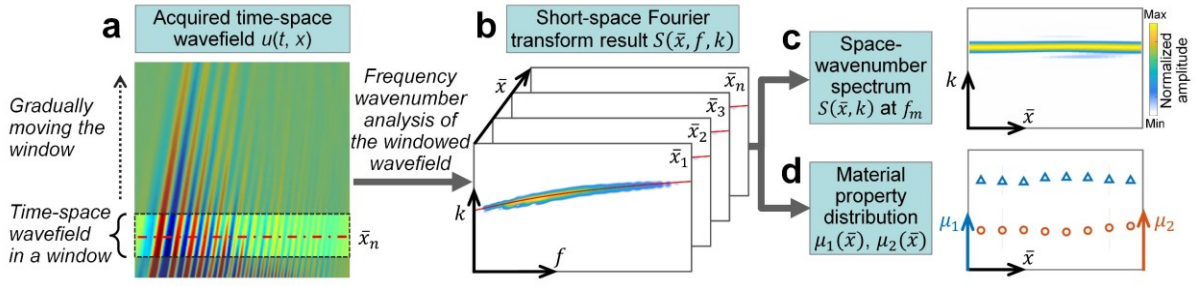 a
Acquired time-space
wavefield u(t, x)
Gradually
moving the
window
Time-space
wavefield
in a window
x̄ₙ
Frequency
wavenumber
analysis of
the windowed
wavefield
b
Short-space Fourier
transform result S(x̄, f, k)
x̄
x̄ₙ
x̄₃
x̄₂
x̄₁
k
f
c
Space-
wavenumber
spectrum
S(x̄, k) at fₘ
k
x̄
Max
Min
Normalized
amplitude
d
Material
property
distribution
μ₁(x̄), μ₂(x̄)
μ₁
μ₂
x̄